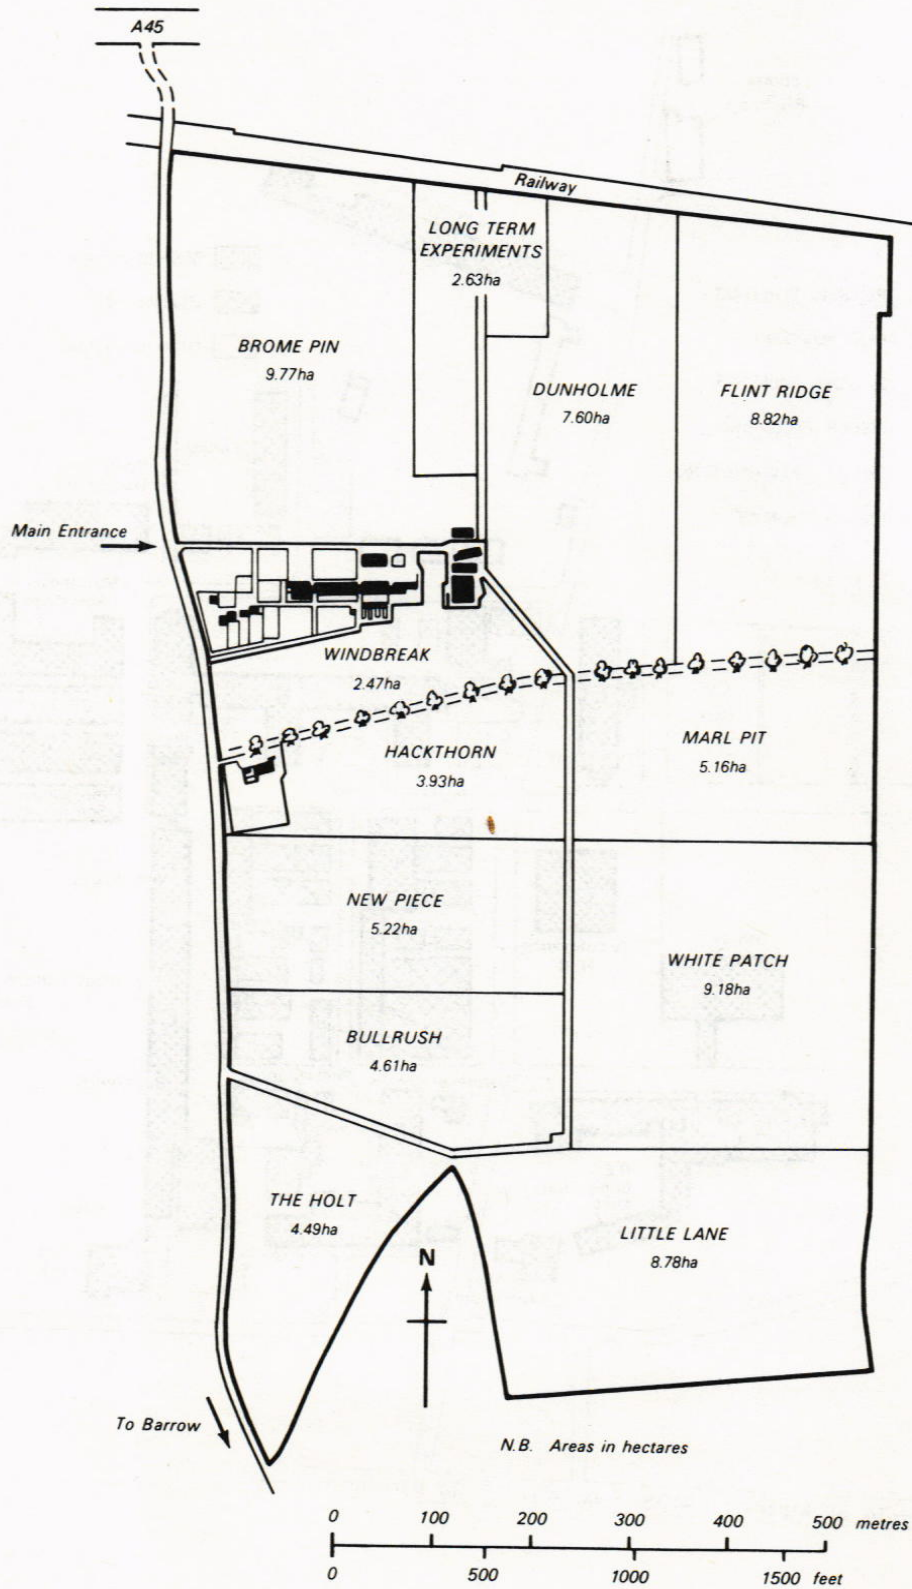 A45
Railway
LONG TERM
EXPERIMENTS
2.63ha
BROME PIN
9.77ha
DUNHOLME
7.60ha
FLINT RIDGE
8.82ha
Main Entrance
WINDBREAK
2.47ha
HACKTHORN
3.93ha
MARL PIT
5.16ha
NEW PIECE
5.22ha
WHITE PATCH
9.18ha
BULLRUSH
4.61ha
THE HOLT
4.49ha
LITTLE LANE
8.78ha
N
To Barrow
N.B. Areas in hectares
0 100 200 300 400 500 metres
0 500 1000 1500 feet